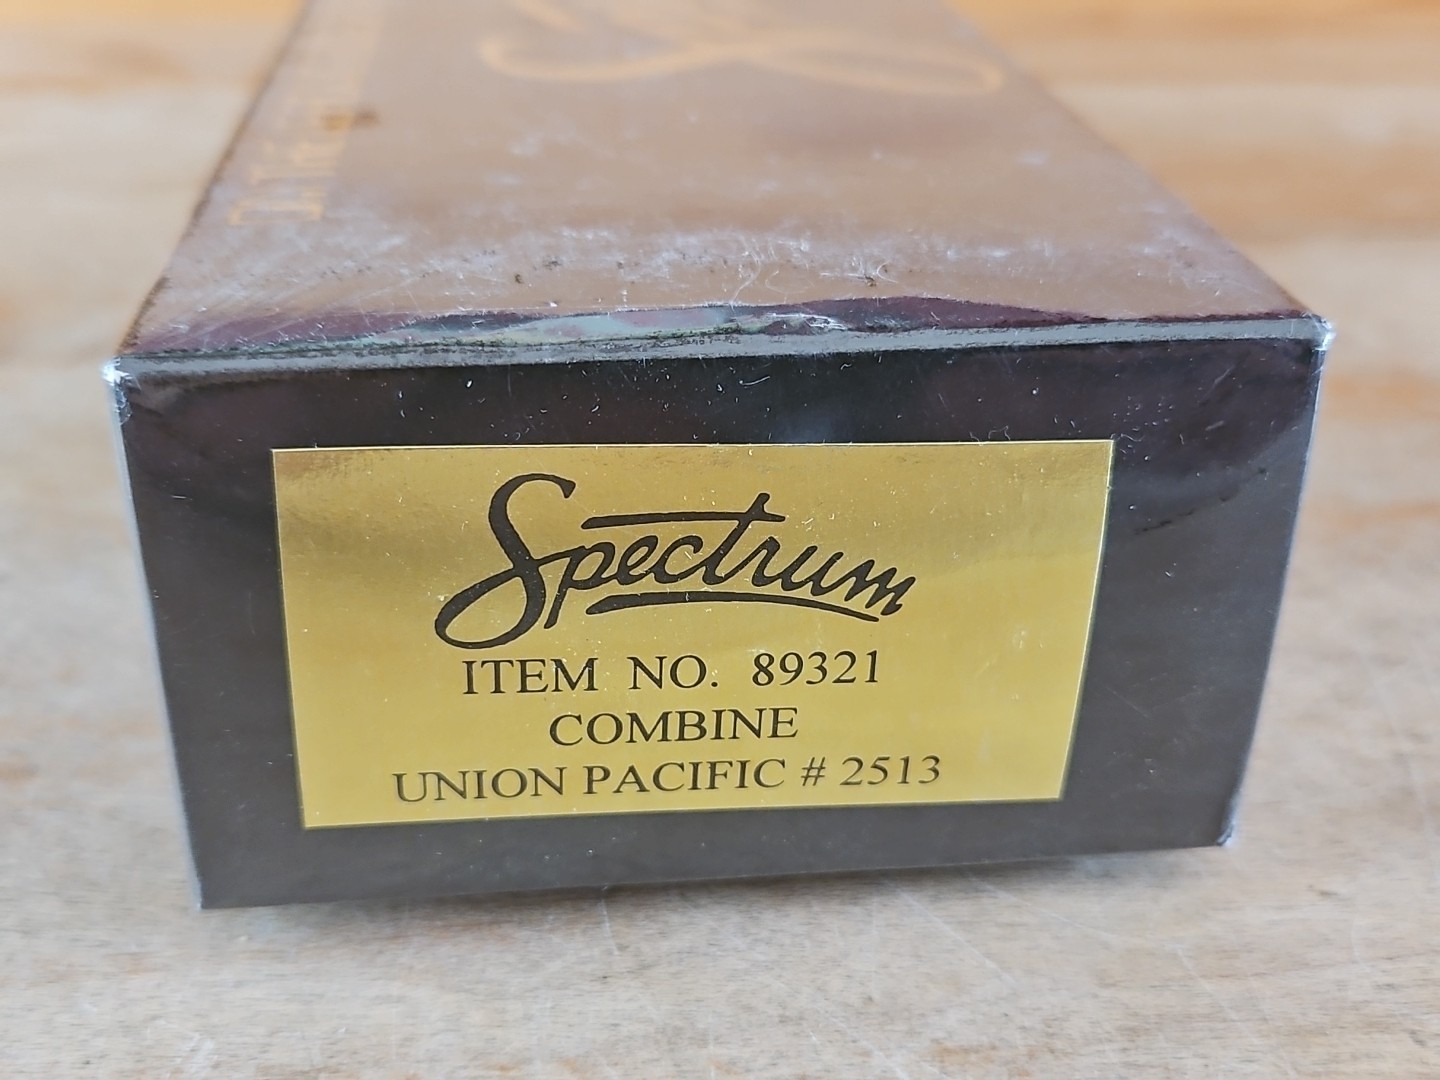 Spectrum
ITEM NO. 89321
COMBINE
UNION PACIFIC # 2513